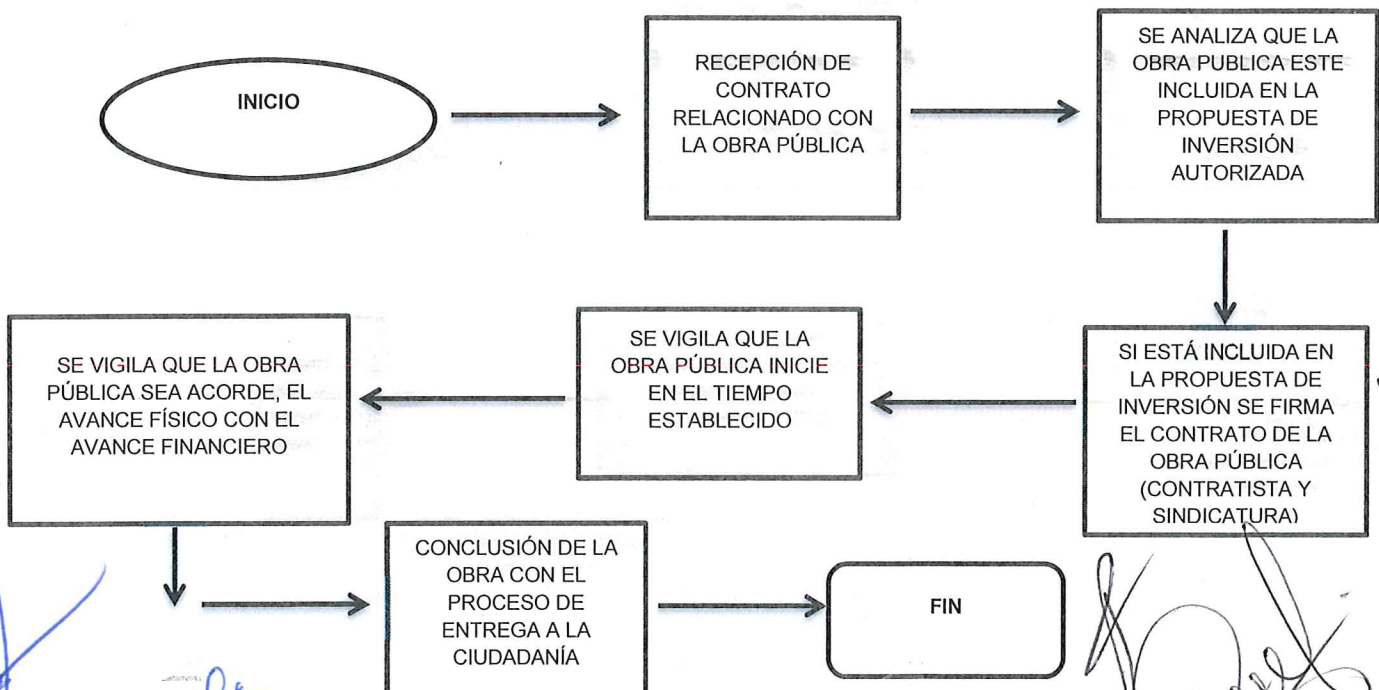 INICIO
RECEPCIÓN DE
CONTRATO
RELACIONADO CON
LA OBRA PÚBLICA
SE ANALIZA QUE LA
OBRA PUBLICA ESTE
INCLUIDA EN LA
PROPUESTA DE
INVERSIÓN
AUTORIZADA
SI ESTÁ INCLUIDA EN
LA PROPUESTA DE
INVERSIÓN SE FIRMA
EL CONTRATO DE LA
OBRA PÚBLICA
(CONTRATISTA Y
SINDICATURA)
SE VIGILA QUE LA
OBRA PÚBLICA INICIE
EN EL TIEMPO
ESTABLECIDO
SE VIGILA QUE LA OBRA
PÚBLICA SEA ACORDE, EL
AVANCE FÍSICO CON EL
AVANCE FINANCIERO
CONCLUSIÓN DE LA
OBRA CON EL
PROCESO DE
ENTREGA A LA
CIUDADANÍA
FIN